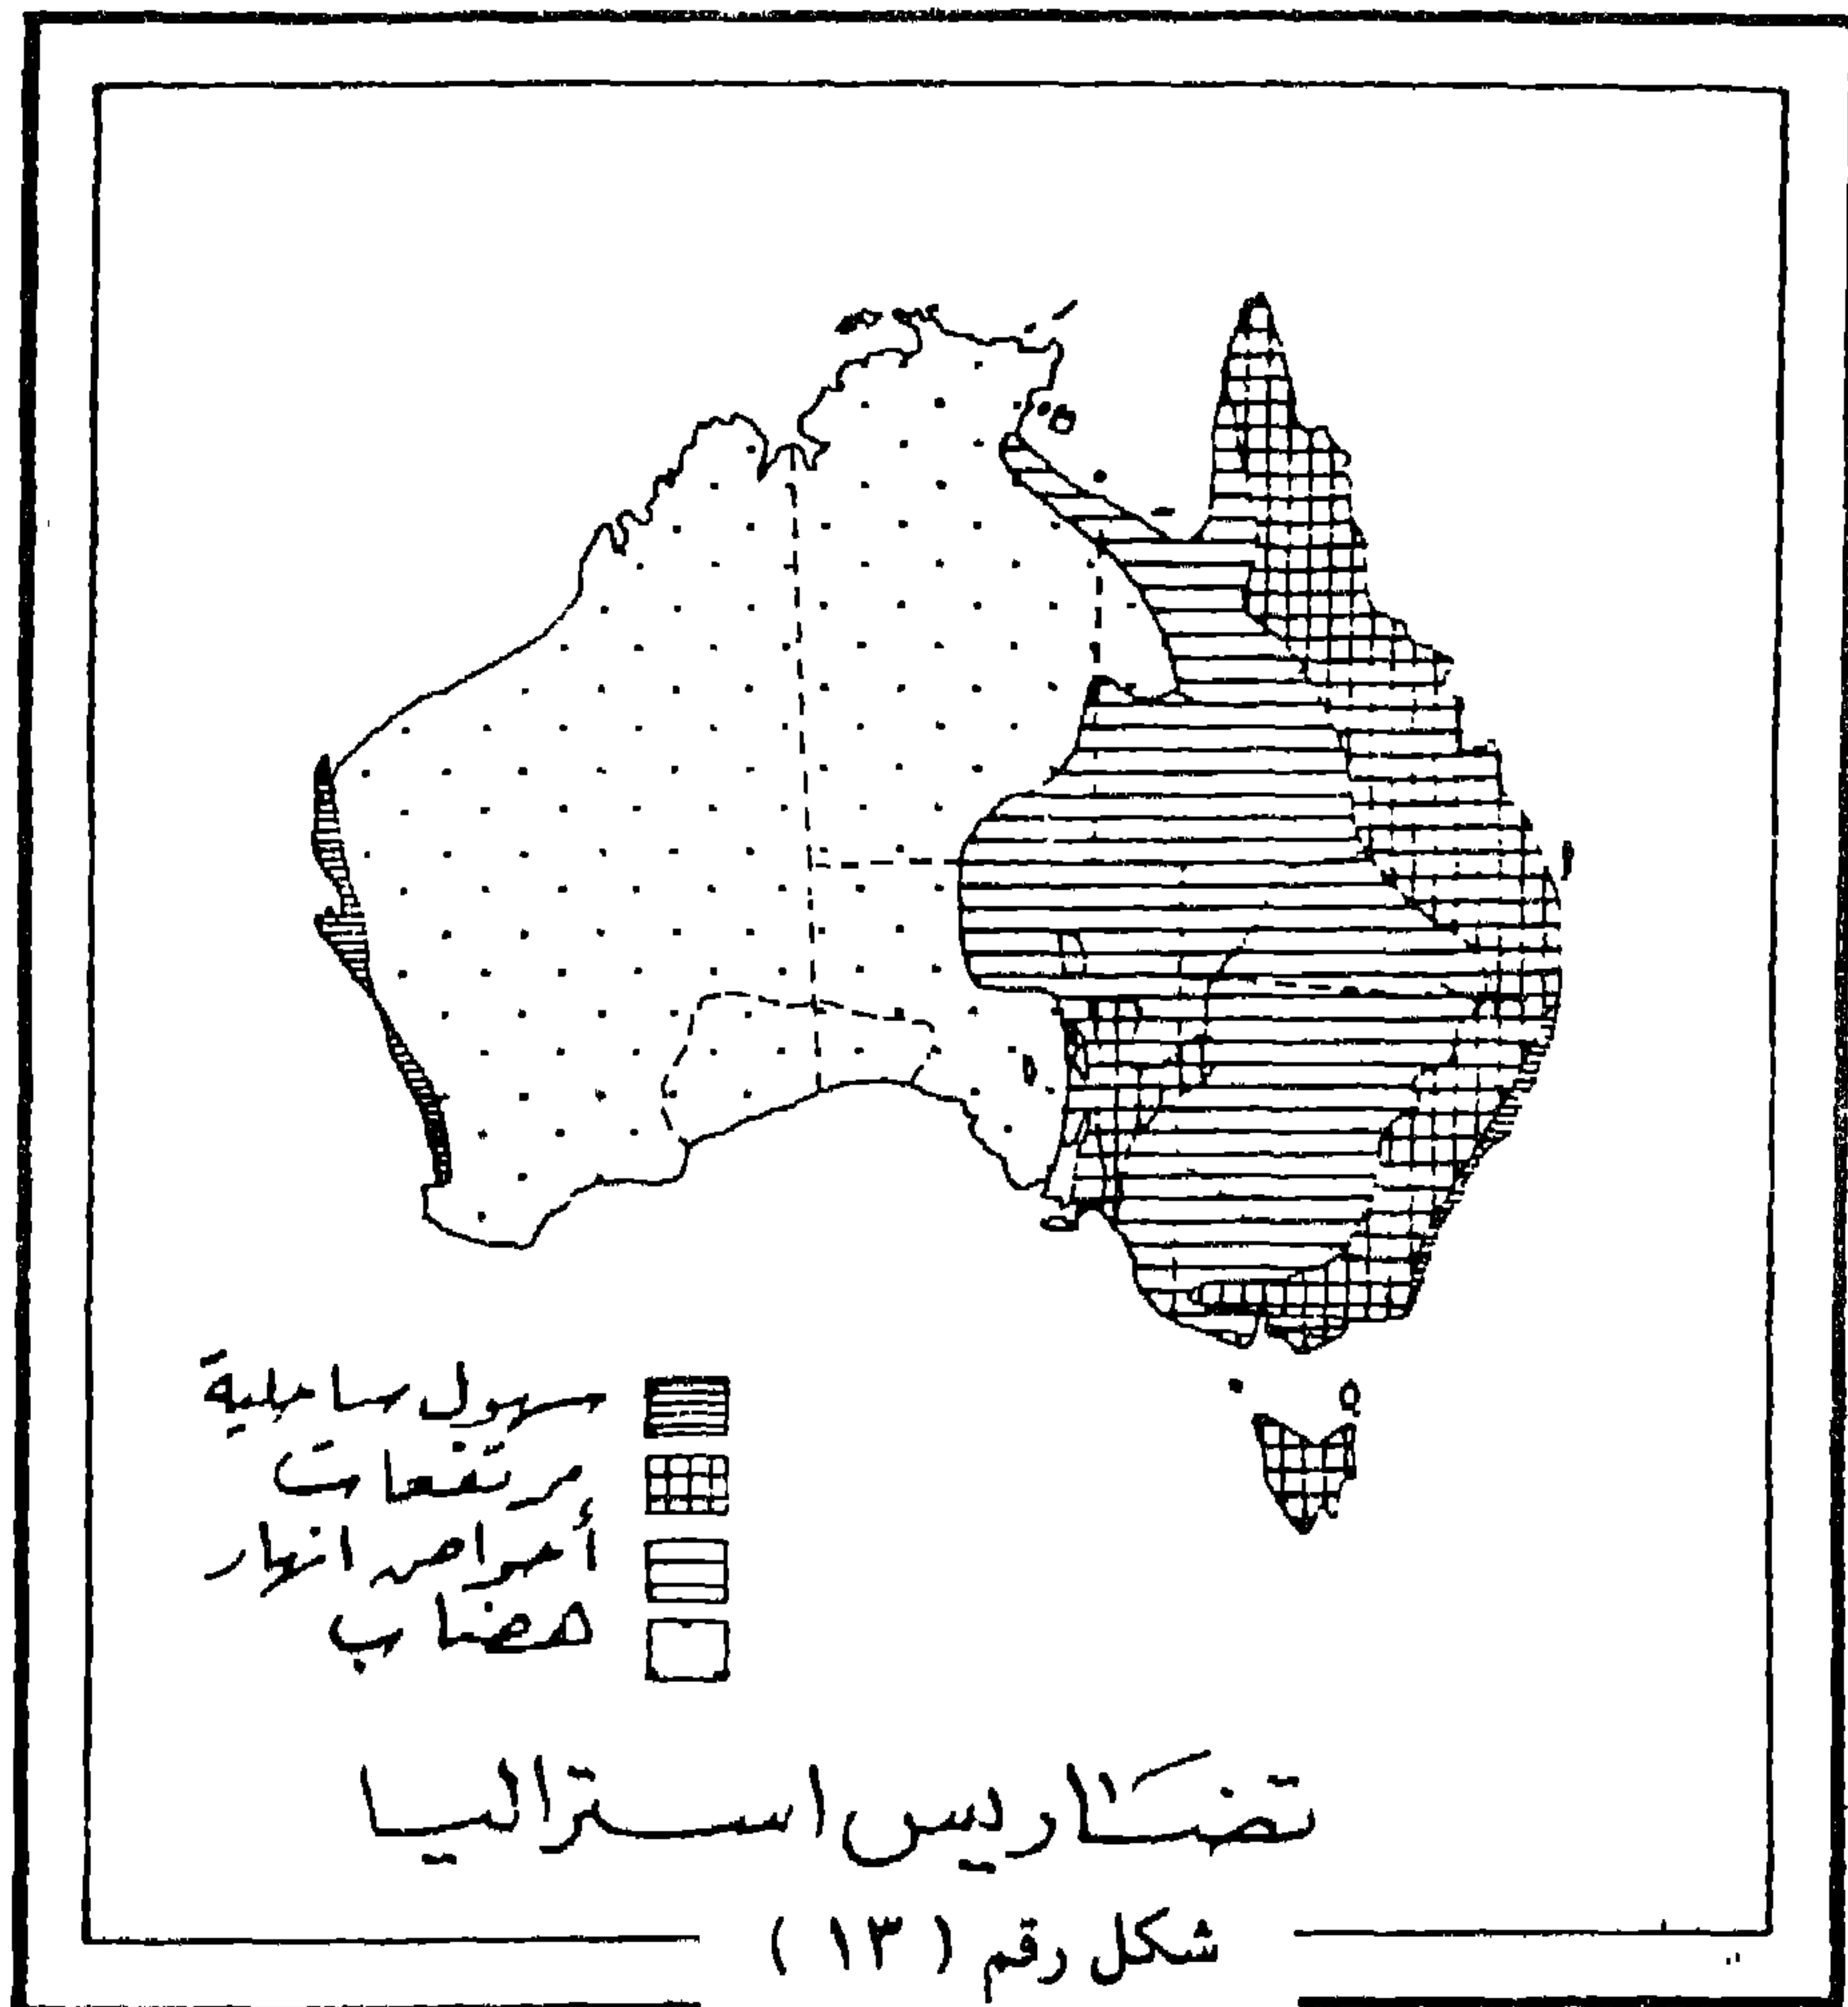 سهول ساحلية
مرتفعات
أحواض انهار
هضاب
تضاريس استراليا
شكل رقم ( ١٣ )